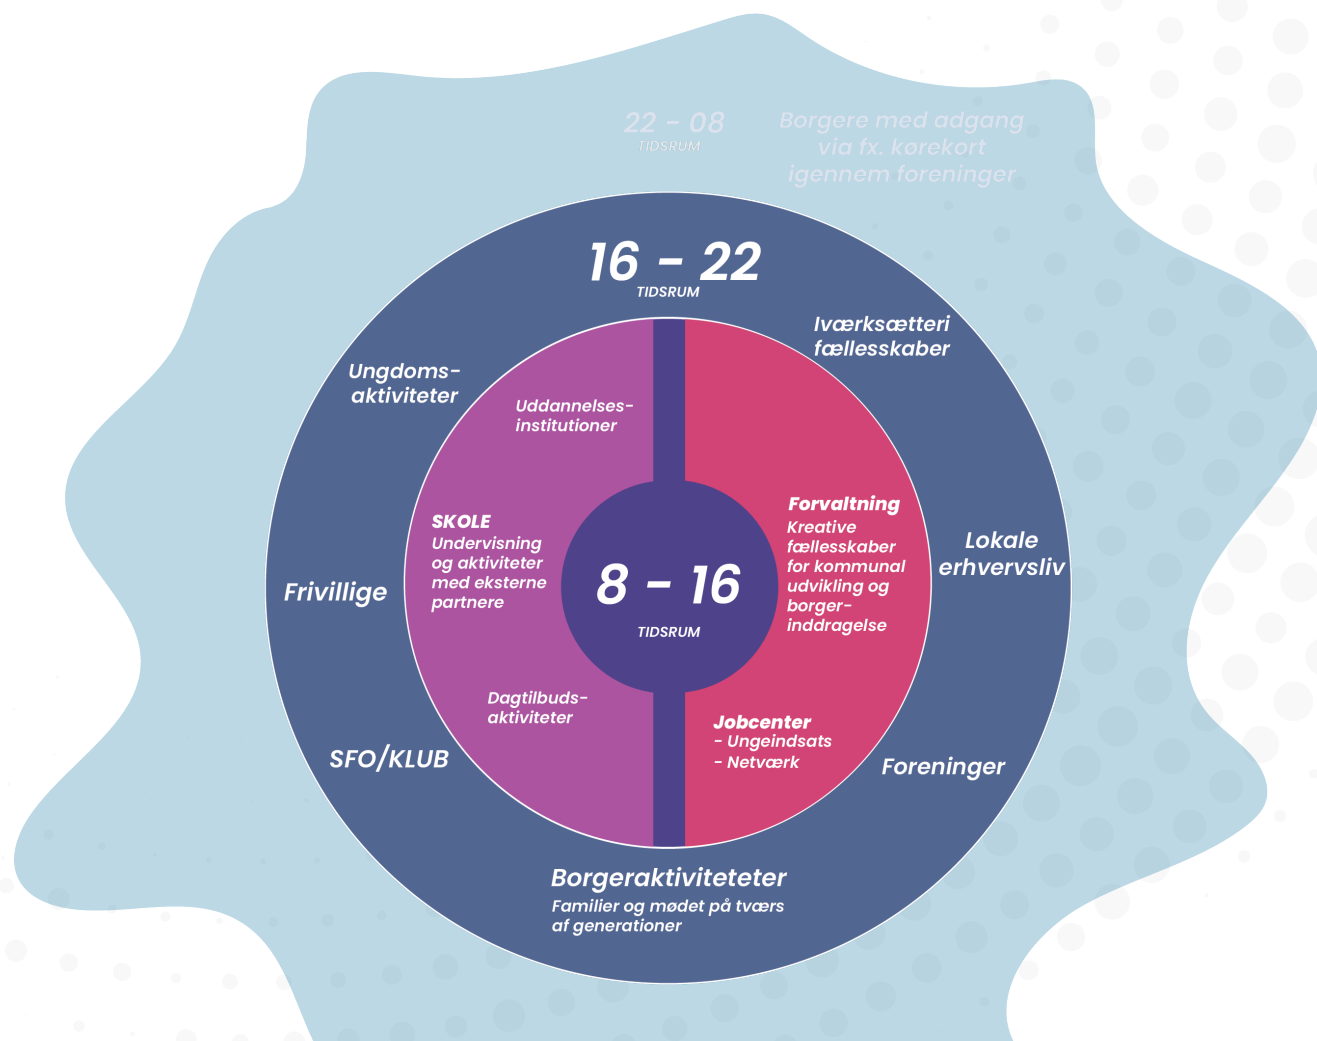 22 – 08
TIDSRUM
Borgere med adgang
via fx. kørekort
igennem foreninger
16 – 22
TIDSRUM
Iværksætteri
fællesskaber
Ungdoms-
aktiviteter
Uddannelses-
institutioner
SKOLE
Undervisning
og aktiviteter
med eksterne
partnere
Forvaltning
Kreative
fællesskaber
for kommunal
udvikling og
borger-
inddragelse
Lokale
erhvervsliv
Frivillige
8 – 16
TIDSRUM
Dagtilbuds-
aktiviteter
Jobcenter
- Ungeindsats
- Netværk
SFO/KLUB
Foreninger
Borgeraktiviteteter
Familier og mødet på tværs
af generationer